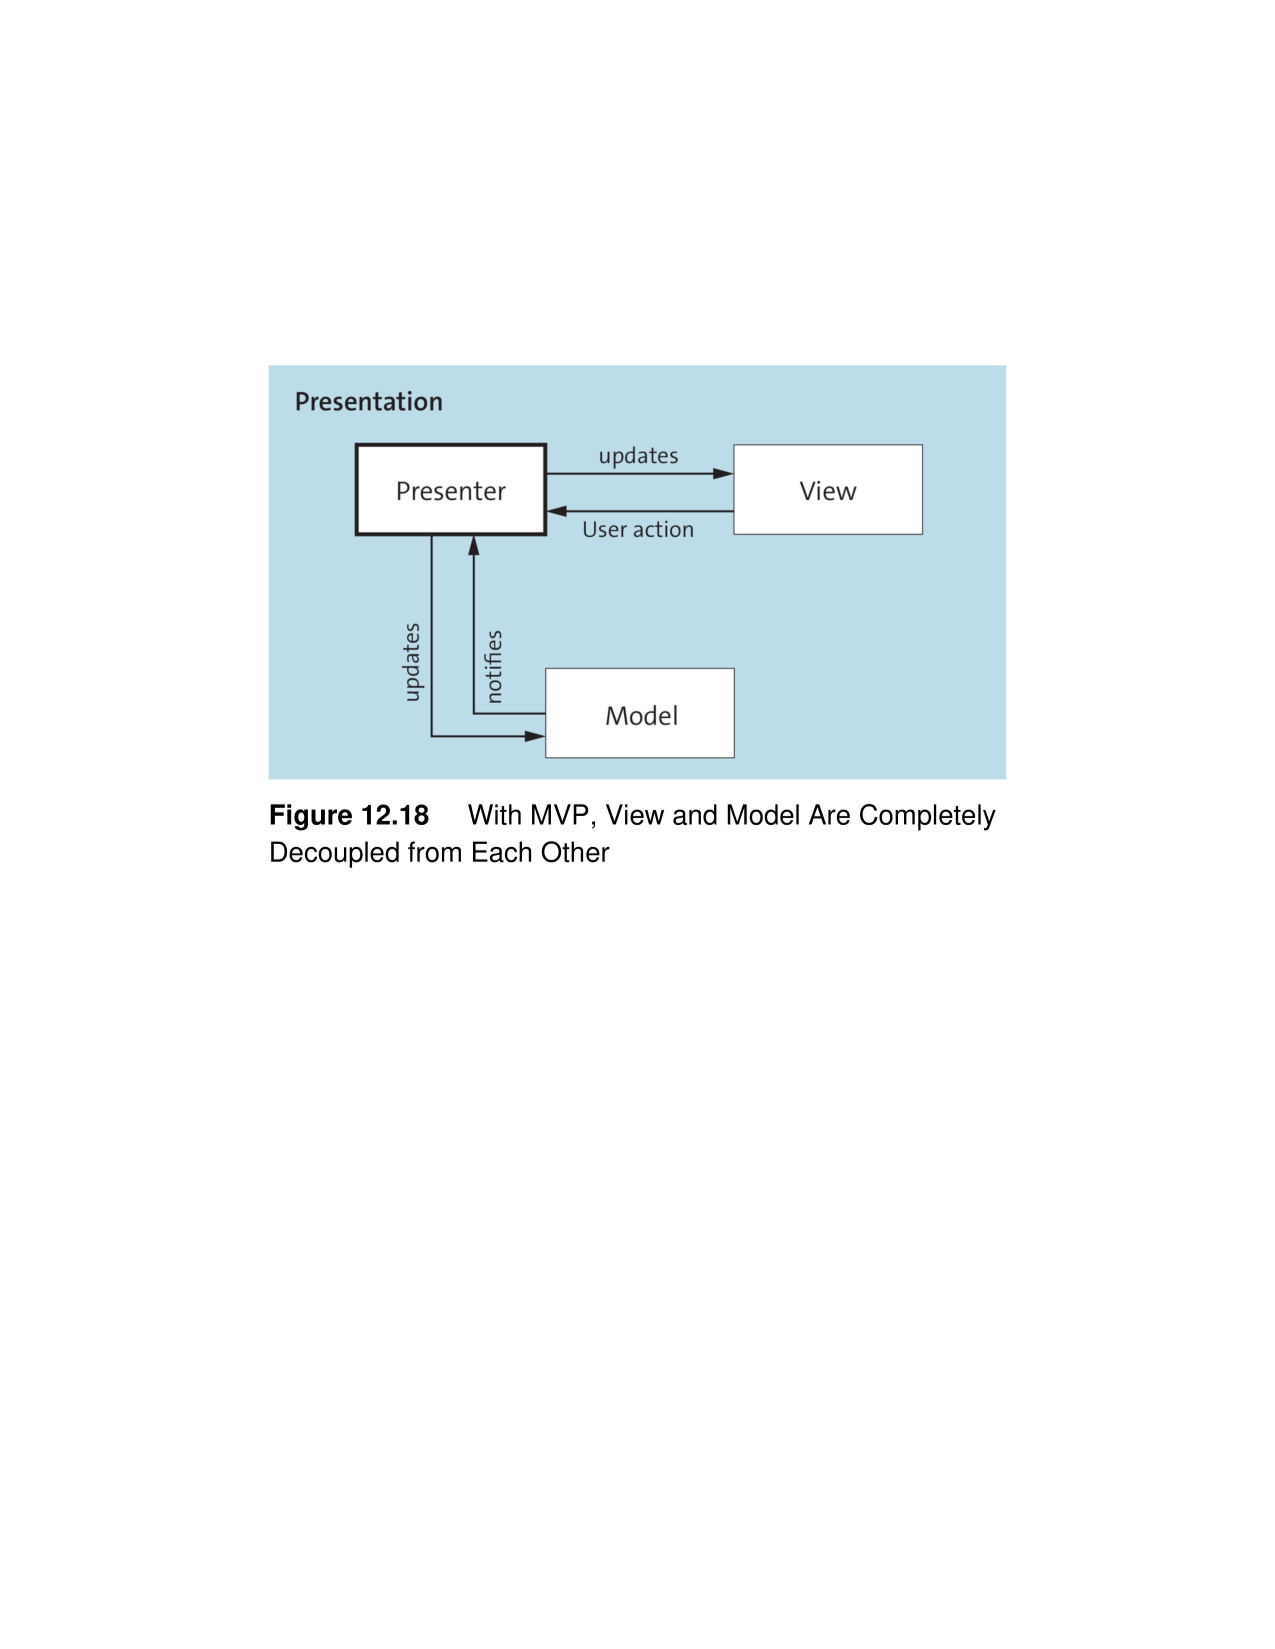 Presentation
updates
Presenter
View
User action
updates
notifies
Model
Figure 12.18 With MVP, View and Model Are Completely
Decoupled from Each Other